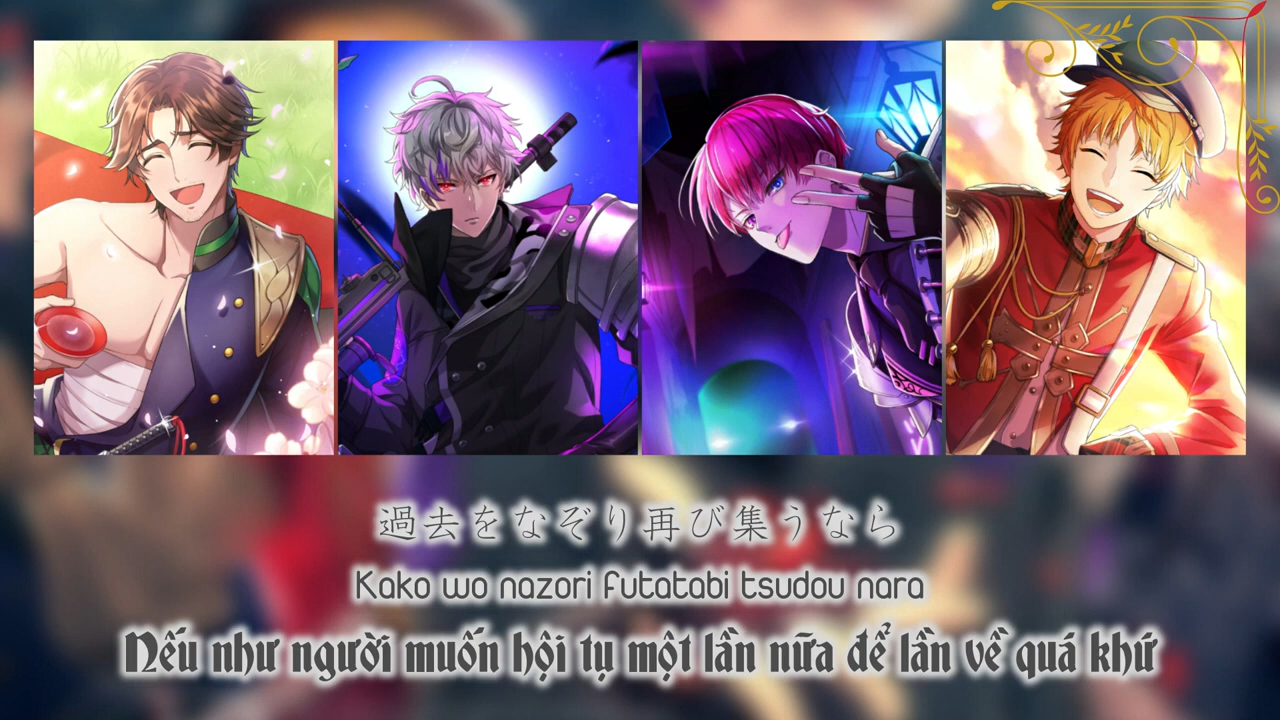 過去をなぞり再び集うなら
Kako wo nazori futatabi tsudou nara
Nếu như người muốn hội tụ một lần nữa để lần về quá khứ